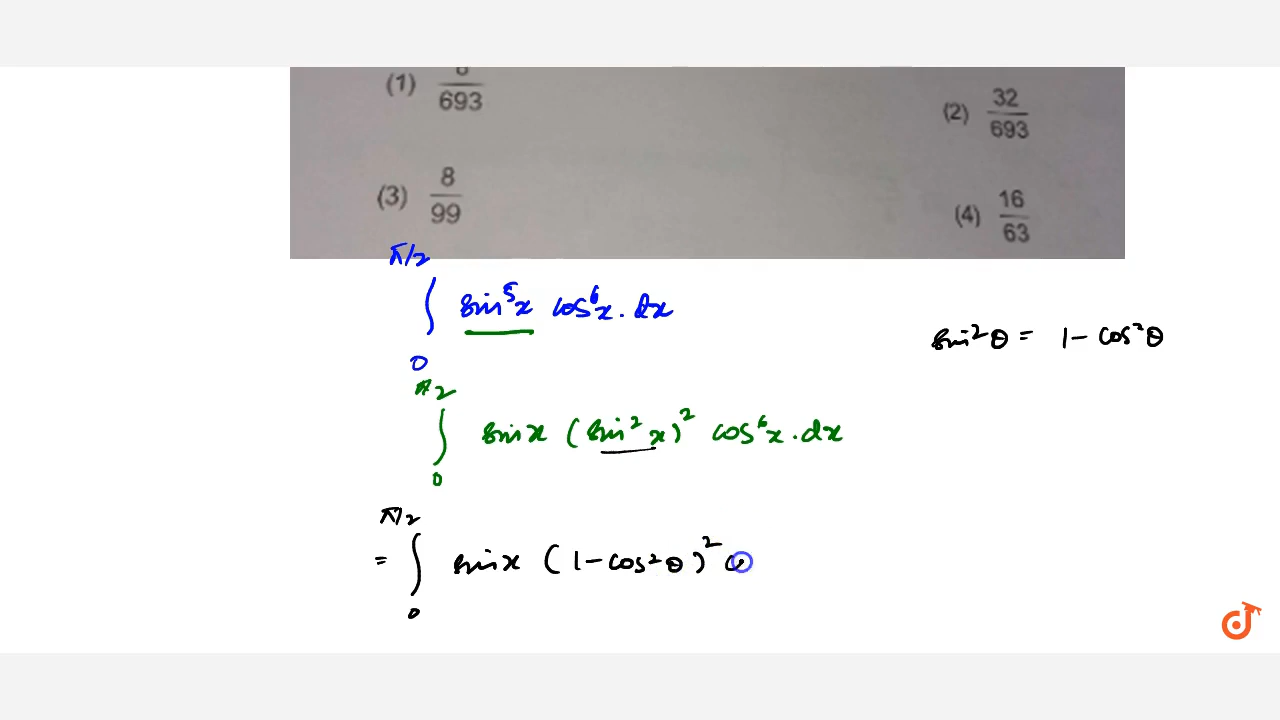 (1) 8/693
(2) 32/693
(3) 8/99
(4) 16/63
∫₀^(π/2) sin⁵x cos⁶x.dx
sin²θ = 1 - cos²θ
∫₀^(π/2) sinx (sin²x)² cos⁶x.dx
= ∫₀^(π/2) sinx (1-cos²θ)² c